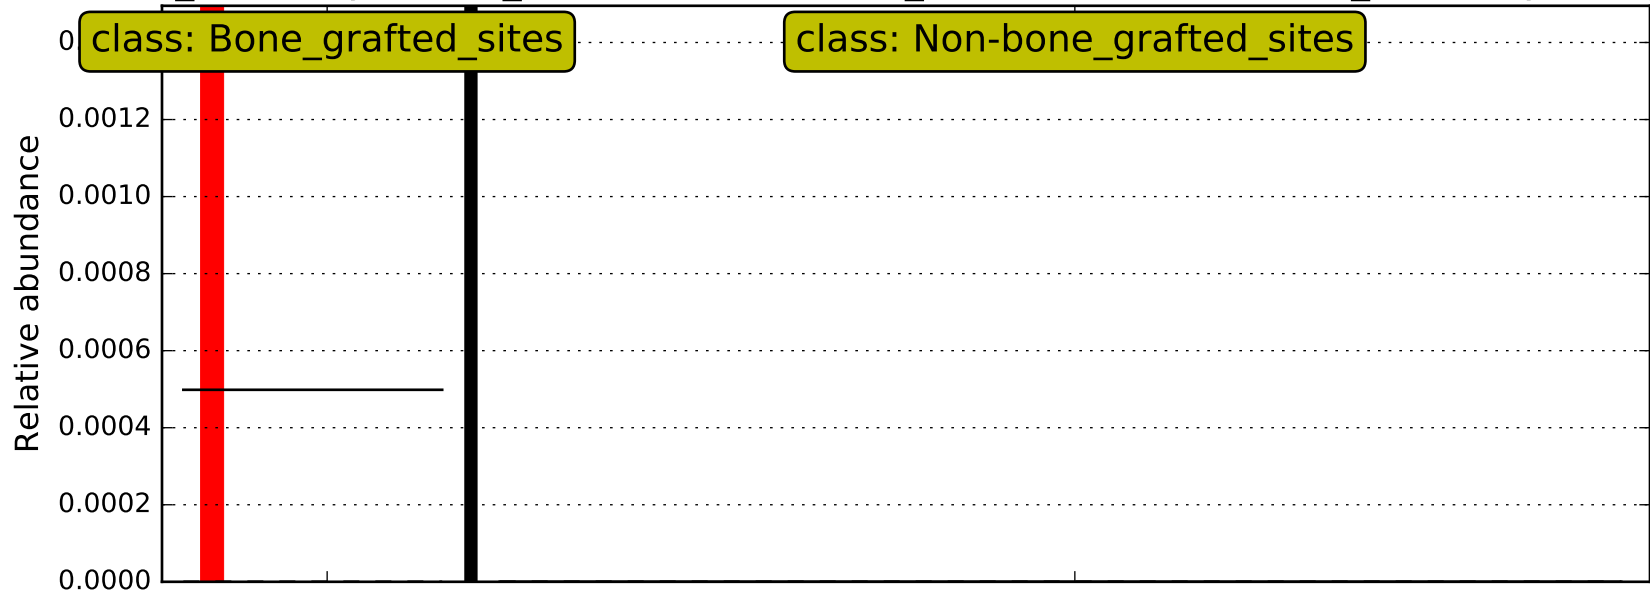 class: Bone_grafted_sites
class: Non-bone_grafted_sites
0.0012
0.0010
0.0008
0.0006
0.0004
0.0002
0.0000
Relative abundance